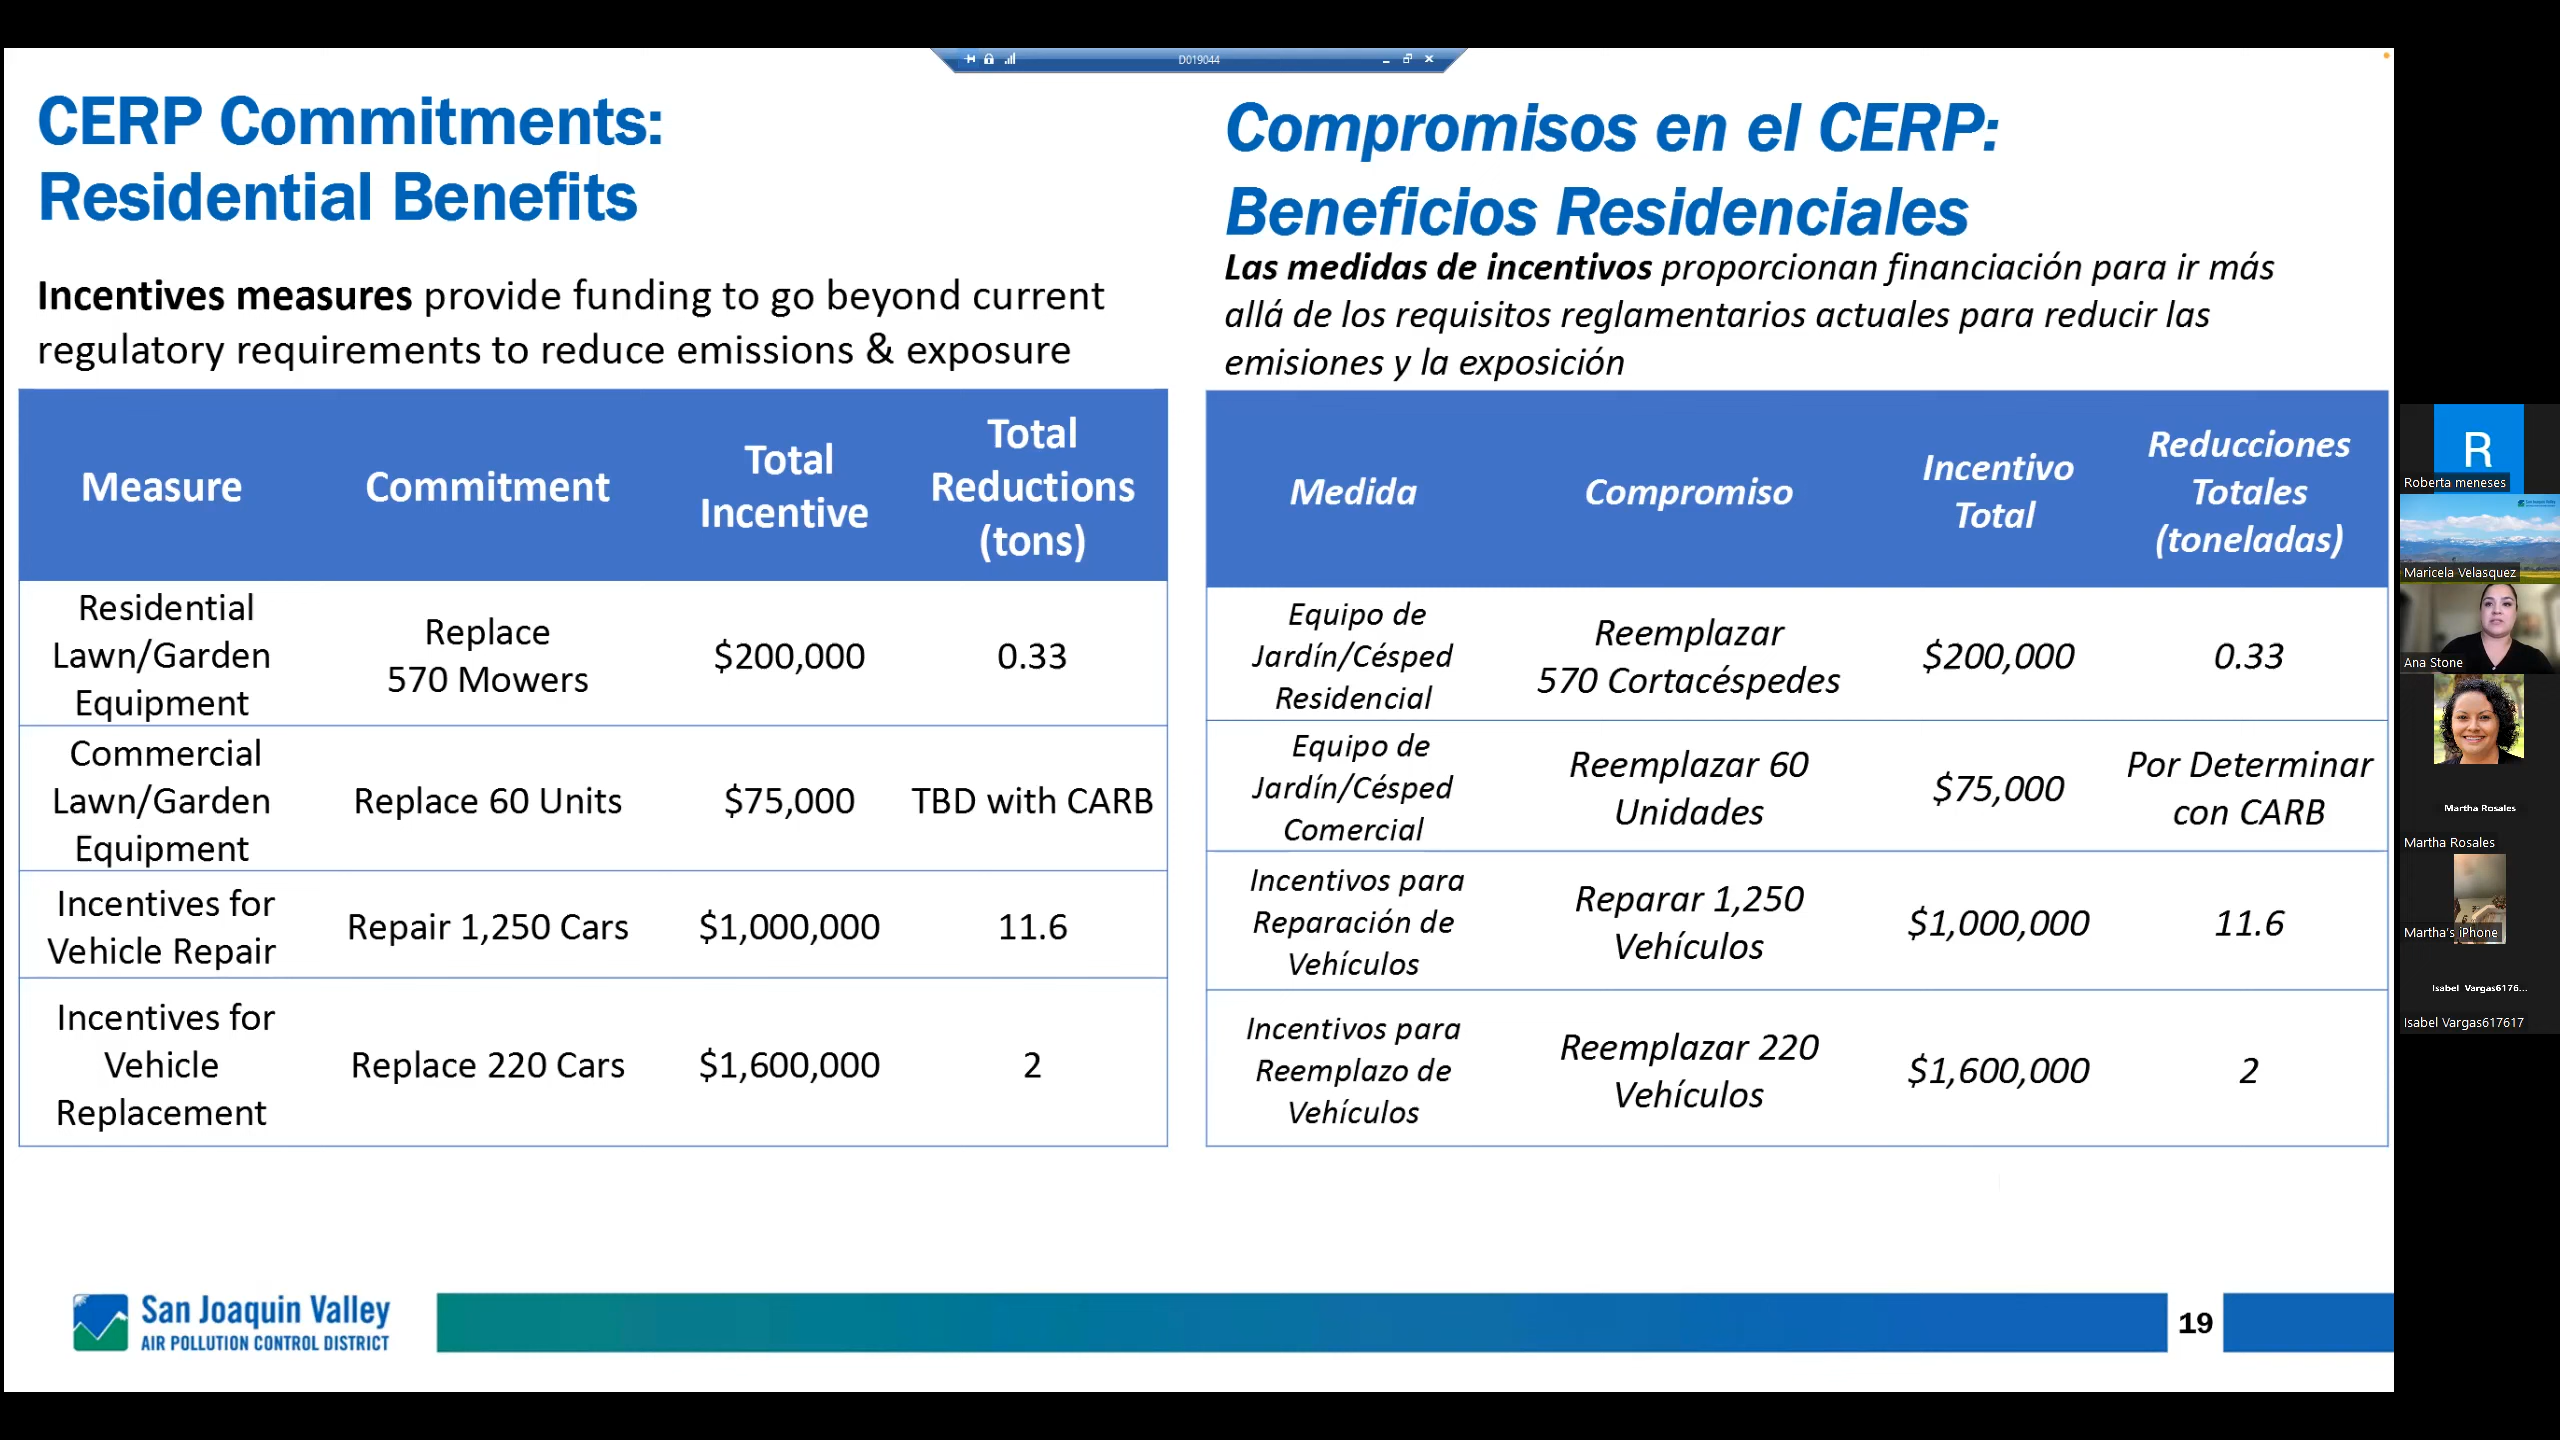 D019044
CERP Commitments:
Residential Benefits
Incentives measures provide funding to go beyond current
regulatory requirements to reduce emissions & exposure
Measure
Commitment
Total
Incentive
Total
Reductions
(tons)
Residential
Lawn/Garden
Equipment
Replace
570 Mowers
$200,000
0.33
Commercial
Lawn/Garden
Equipment
Replace 60 Units
$75,000
TBD with CARB
Incentives for
Vehicle Repair
Repair 1,250 Cars
$1,000,000
11.6
Incentives for
Vehicle
Replacement
Replace 220 Cars
$1,600,000
2
Compromisos en el CERP:
Beneficios Residenciales
Las medidas de incentivos proporcionan financiación para ir más
allá de los requisitos reglamentarios actuales para reducir las
emisiones y la exposición
Medida
Compromiso
Incentivo
Total
Reducciones
Totales
(toneladas)
Equipo de
Jardín/Césped
Residencial
Reemplazar
570 Cortacéspedes
$200,000
0.33
Equipo de
Jardín/Césped
Comercial
Reemplazar 60
Unidades
$75,000
Por Determinar
con CARB
Incentivos para
Reparación de
Vehículos
Reparar 1,250
Vehículos
$1,000,000
11.6
Incentivos para
Reemplazo de
Vehículos
Reemplazar 220
Vehículos
$1,600,000
2
San Joaquin Valley
AIR POLLUTION CONTROL DISTRICT
19
R
Roberta meneses
Maricela Velasquez
Ana Stone
Martha Rosales
Martha Rosales
Martha's iPhone
Isabel Vargas6176...
Isabel Vargas617617